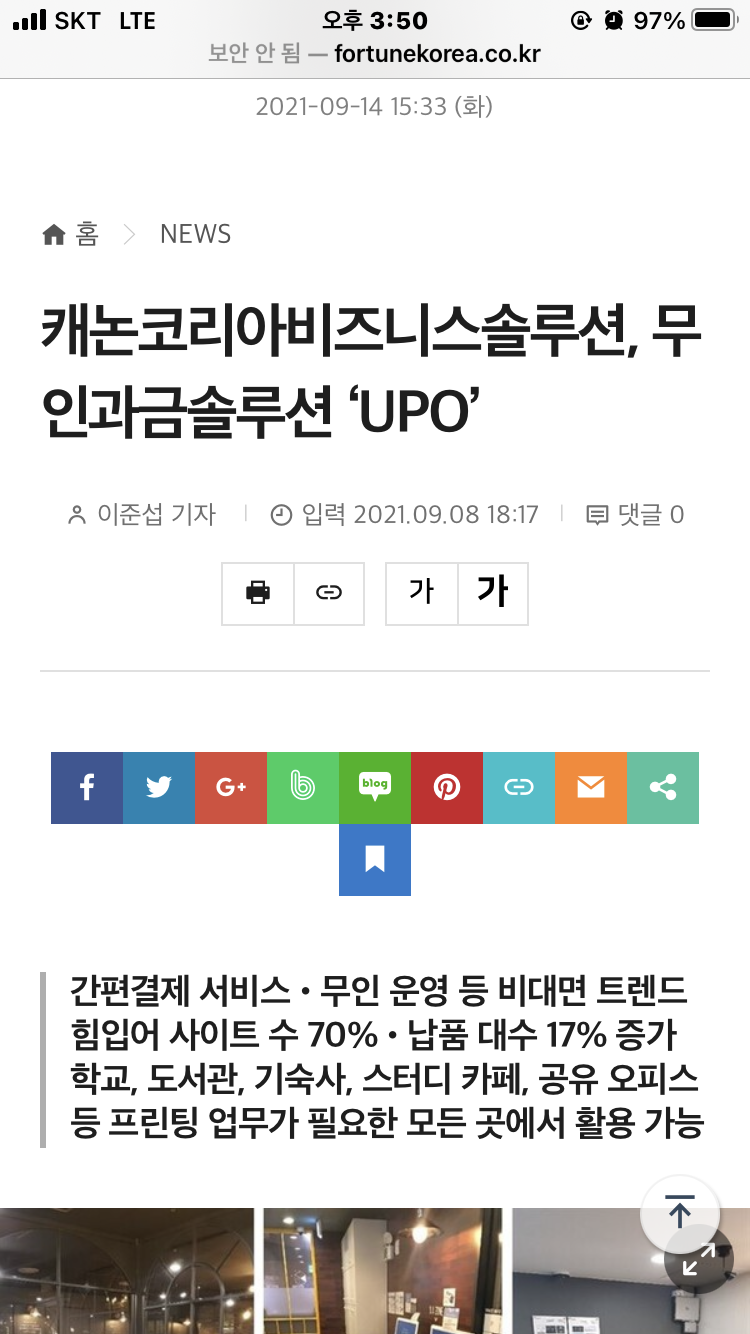 SKT LTE 오후 3:50 97%
보안 안 됨 — fortunekorea.co.kr
2021-09-14 15:33 (화)
홈 NEWS
캐논코리아비즈니스솔루션, 무
인과금솔루션 ‘UPO’
이준섭 기자 입력 2021.09.08 18:17 댓글 0
가 가
G+ blog
간편결제 서비스·무인 운영 등 비대면 트렌드
힘입어 사이트 수 70%·납품 대수 17% 증가
학교, 도서관, 기숙사, 스터디 카페, 공유 오피스
등 프린팅 업무가 필요한 모든 곳에서 활용 가능